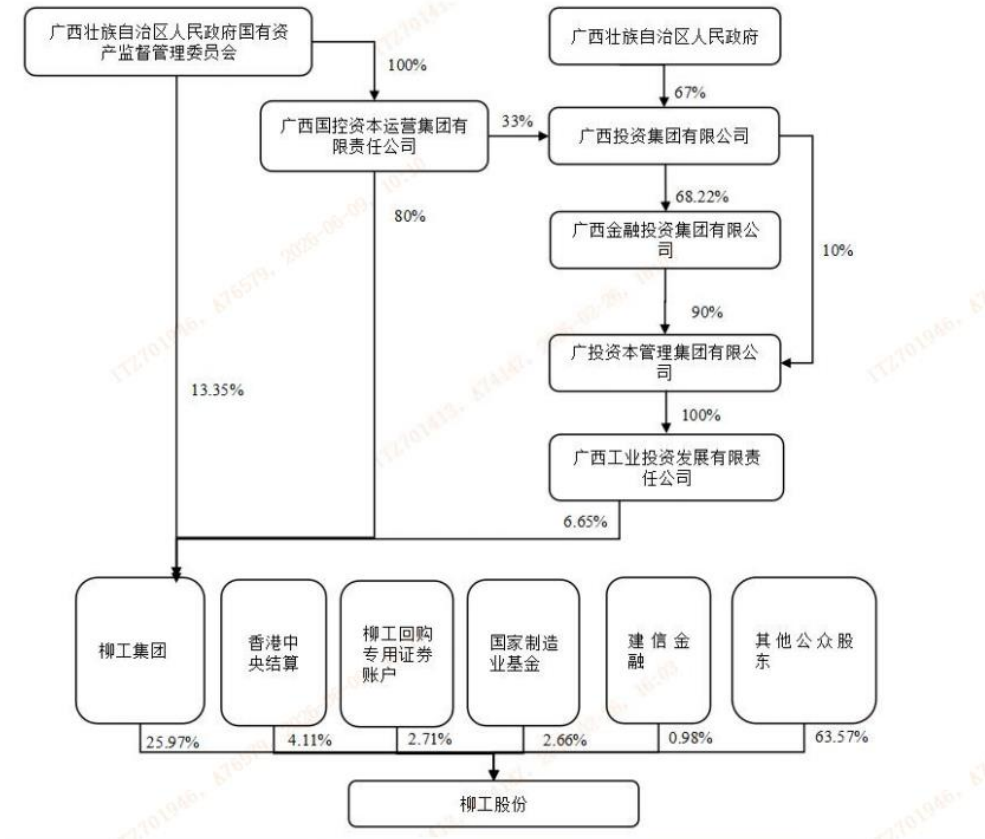 广西壮族自治区人民政府国有资
产监督管理委员会
广西壮族自治区人民政府
100%
67%
广西国控资本运营集团有
限责任公司
33%
广西投资集团有限公司
68.22%
80%
广西金融投资集团有限公
司
10%
90%
广投资本管理集团有限公
司
13.35%
100%
广西工业投资发展有限责
任公司
6.65%
柳工集团
香港中
央结算
柳工回购
专用证券
账户
国家制造
业基金
建信金
融
其他公众股
东
25.97%
4.11%
2.71%
2.66%
0.98%
63.57%
柳工股份